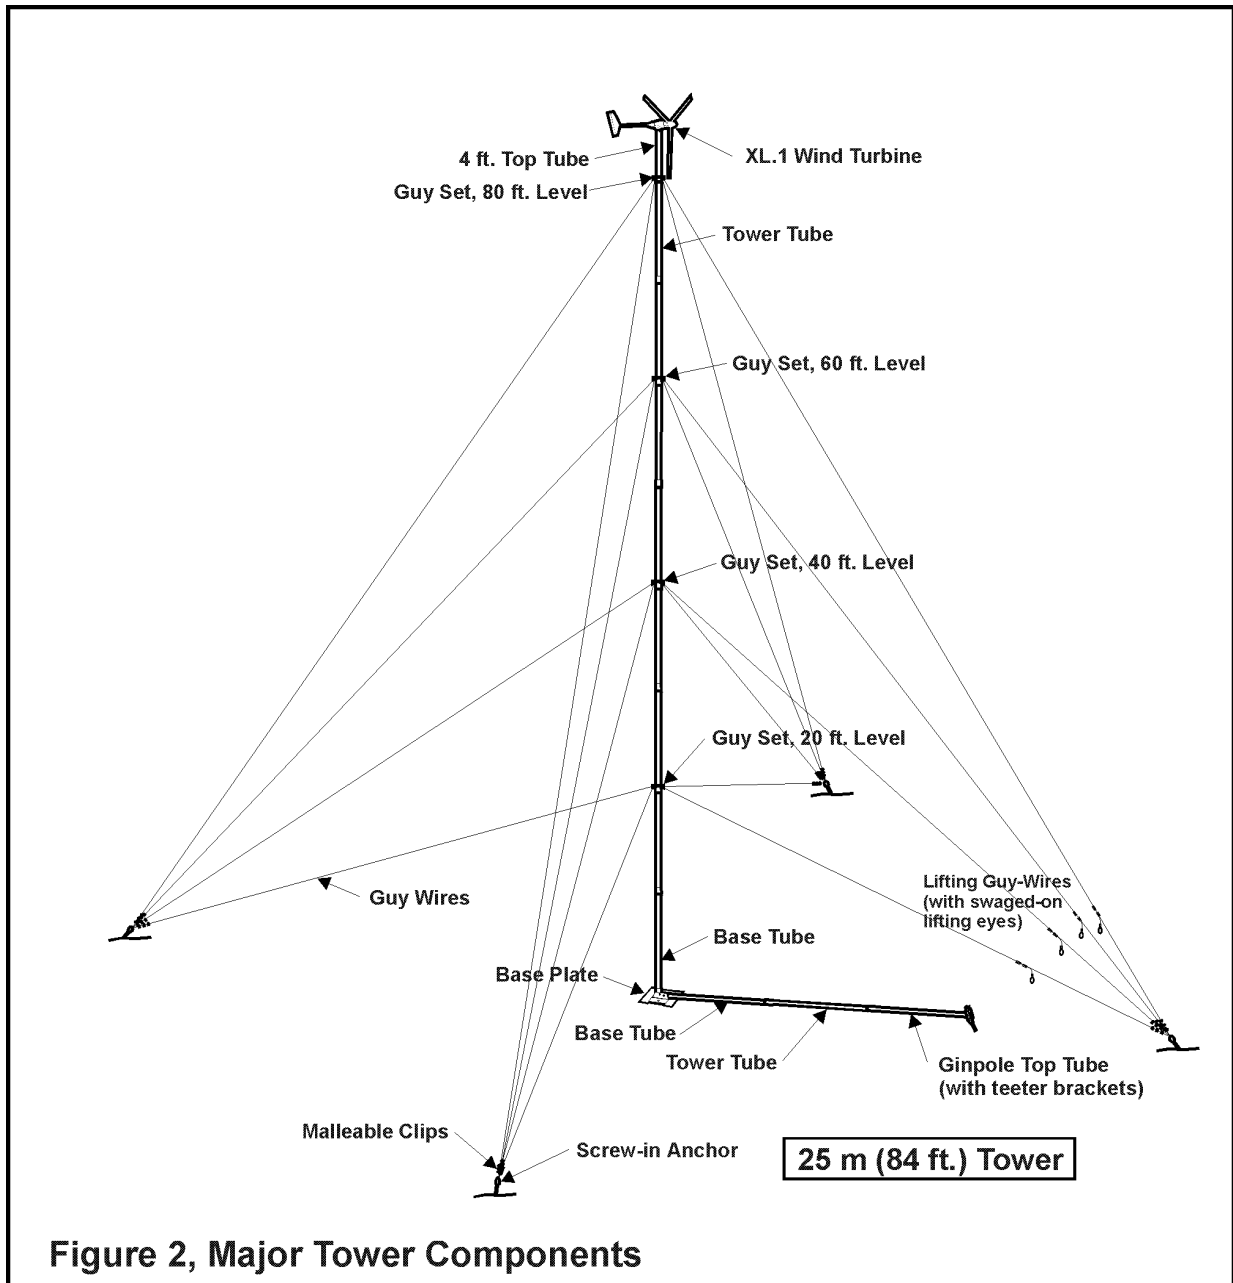 XL.1 Wind Turbine
4 ft. Top Tube
Guy Set, 80 ft. Level
Tower Tube
Guy Set, 60 ft. Level
Guy Set, 40 ft. Level
Guy Set, 20 ft. Level
Guy Wires
Lifting Guy-Wires
(with swaged-on
lifting eyes)
Base Tube
Base Plate
Base Tube
Tower Tube
Ginpole Top Tube
(with teeter brackets)
Malleable Clips
Screw-in Anchor
25 m (84 ft.) Tower
Figure 2, Major Tower Components